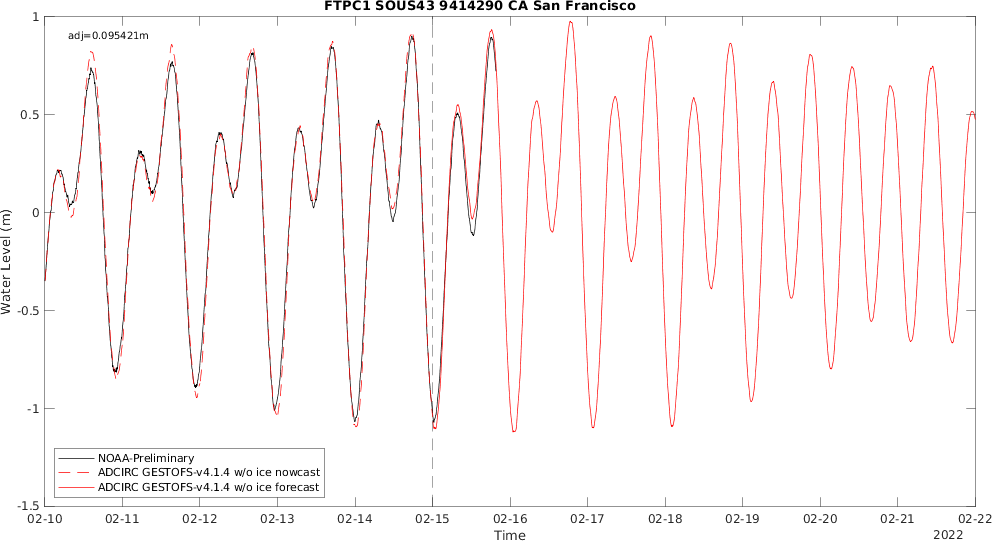 FTPC1 SOUS43 9414290 CA San Francisco
adj=0.095421m
1
0.5
0
-0.5
-1
-1.5
Water Level (m)
NOAA-Preliminary
ADCIRC GESTOFS-v4.1.4 w/o ice nowcast
ADCIRC GESTOFS-v4.1.4 w/o ice forecast
02-10 02-11 02-12 02-13 02-14 02-15 02-16 02-17 02-18 02-19 02-20 02-21 02-22
Time
2022